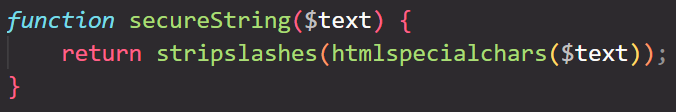 function secureString($text) {
    return stripslashes(htmlspecialchars($text));
}